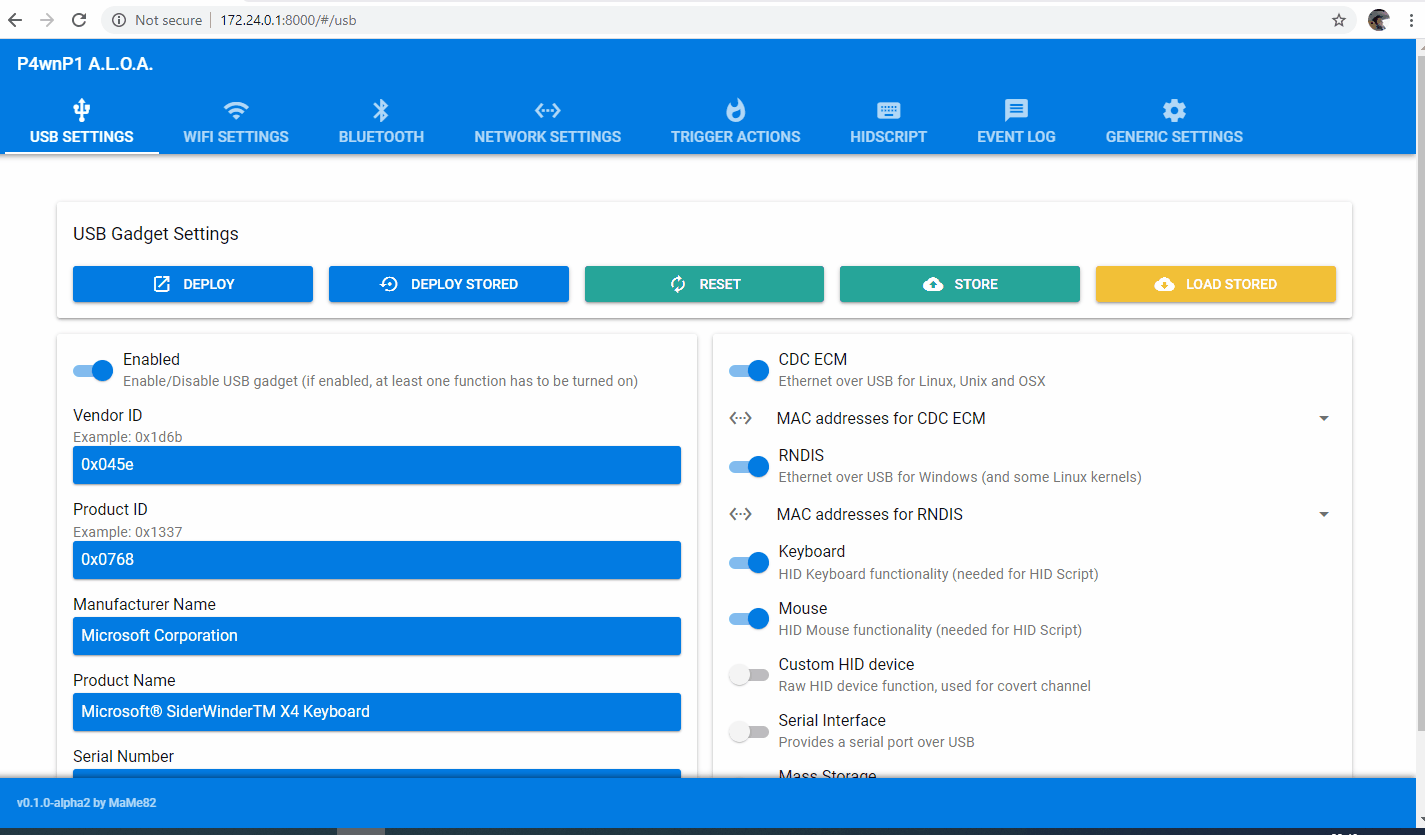 Not secure | 172.24.0.1:8000/#/usb
P4wnP1 A.L.O.A.
USB SETTINGS WIFI SETTINGS BLUETOOTH NETWORK SETTINGS TRIGGER ACTIONS HIDSCRIPT EVENT LOG GENERIC SETTINGS
USB Gadget Settings
DEPLOY DEPLOY STORED RESET STORE LOAD STORED
Enabled
Enable/Disable USB gadget (if enabled, at least one function has to be turned on)
Vendor ID
Example: 0x1d6b
0x045e
Product ID
Example: 0x1337
0x0768
Manufacturer Name
Microsoft Corporation
Product Name
Microsoft® SiderWinderTM X4 Keyboard
Serial Number
CDC ECM
Ethernet over USB for Linux, Unix and OSX
MAC addresses for CDC ECM
RNDIS
Ethernet over USB for Windows (and some Linux kernels)
MAC addresses for RNDIS
Keyboard
HID Keyboard functionality (needed for HID Script)
Mouse
HID Mouse functionality (needed for HID Script)
Custom HID device
Raw HID device function, used for covert channel
Serial Interface
Provides a serial port over USB
Mass Storage
v0.1.0-alpha2 by MaMe82